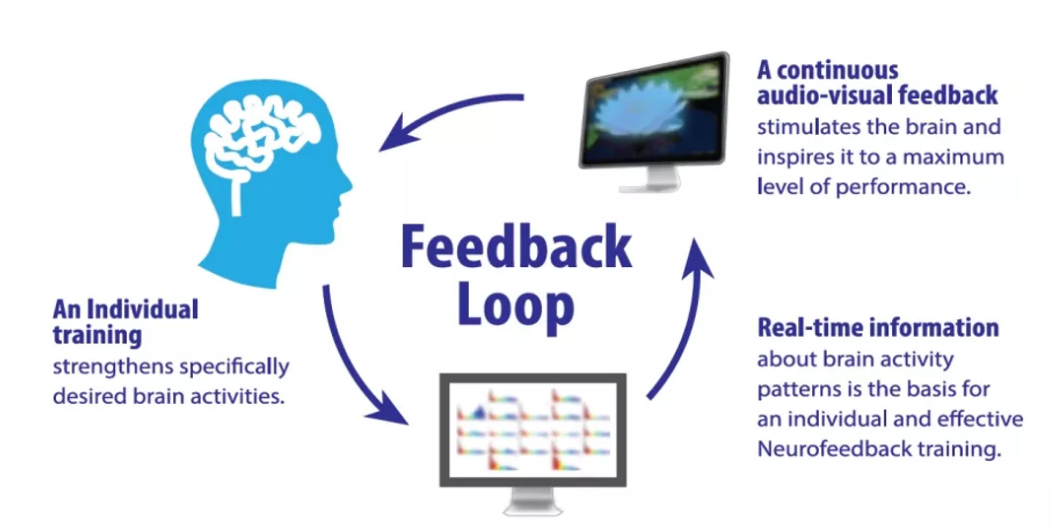 A continuous
audio-visual feedback
stimulates the brain and
inspires it to a maximum
level of performance.
Feedback
Loop
An Individual
training
strengthens specifically
desired brain activities.
Real-time information
about brain activity
patterns is the basis for
an individual and effective
Neurofeedback training.